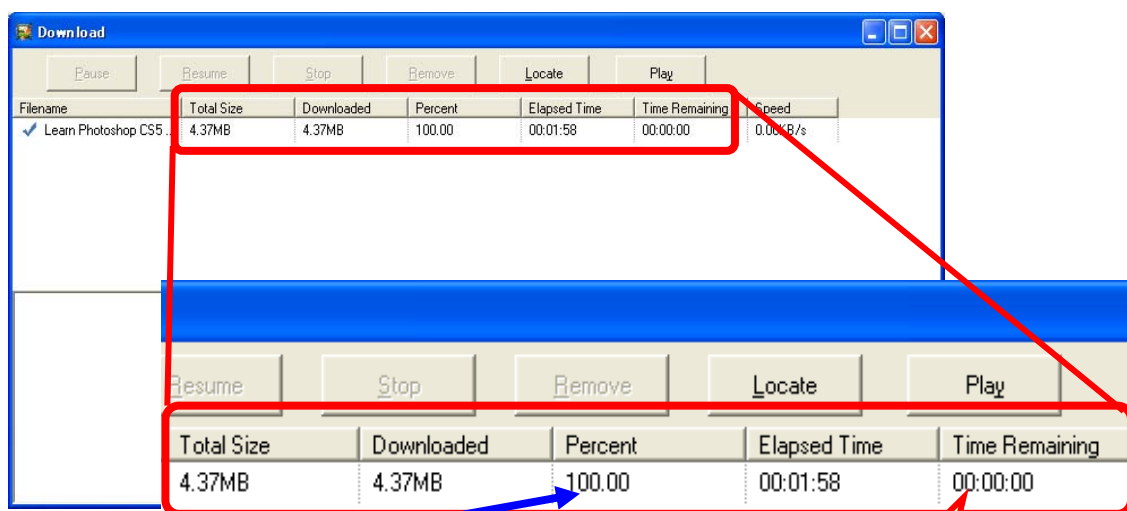 Download
Pause Resume Stop Remove Locate Play
Filename Total Size Downloaded Percent Elapsed Time Time Remaining Speed
Learn Photoshop CS5 ... 4.37MB 4.37MB 100.00 00:01:58 00:00:00 0.00KB/s
Resume Stop Remove Locate Play
Total Size Downloaded Percent Elapsed Time Time Remaining
4.37MB 4.37MB 100.00 00:01:58 00:00:00